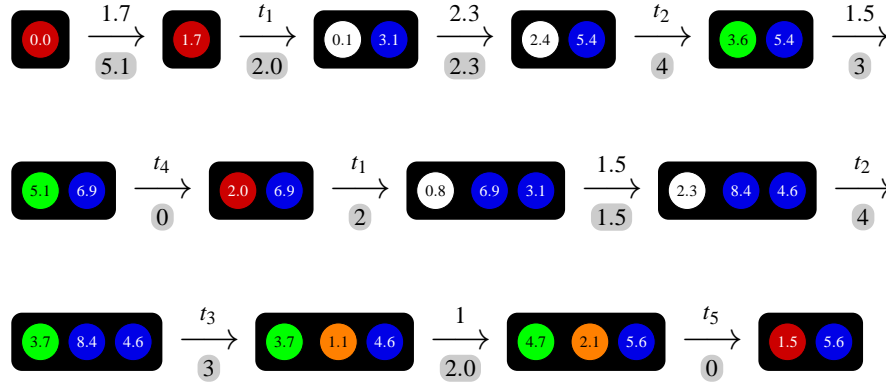 1.7 t₁ 2.3 t₂ 1.5
0.0 1.7 0.1 3.1 2.4 5.4 3.6 5.4
5.1 2.0 2.3 4 3
t₄ t₁ 1.5 t₂
5.1 6.9 2.0 6.9 0.8 6.9 3.1 2.3 8.4 4.6
0 2 1.5 4
t₃ 1 t₅
3.7 8.4 4.6 3.7 1.1 4.6 4.7 2.1 5.6 1.5 5.6
3 2.0 0